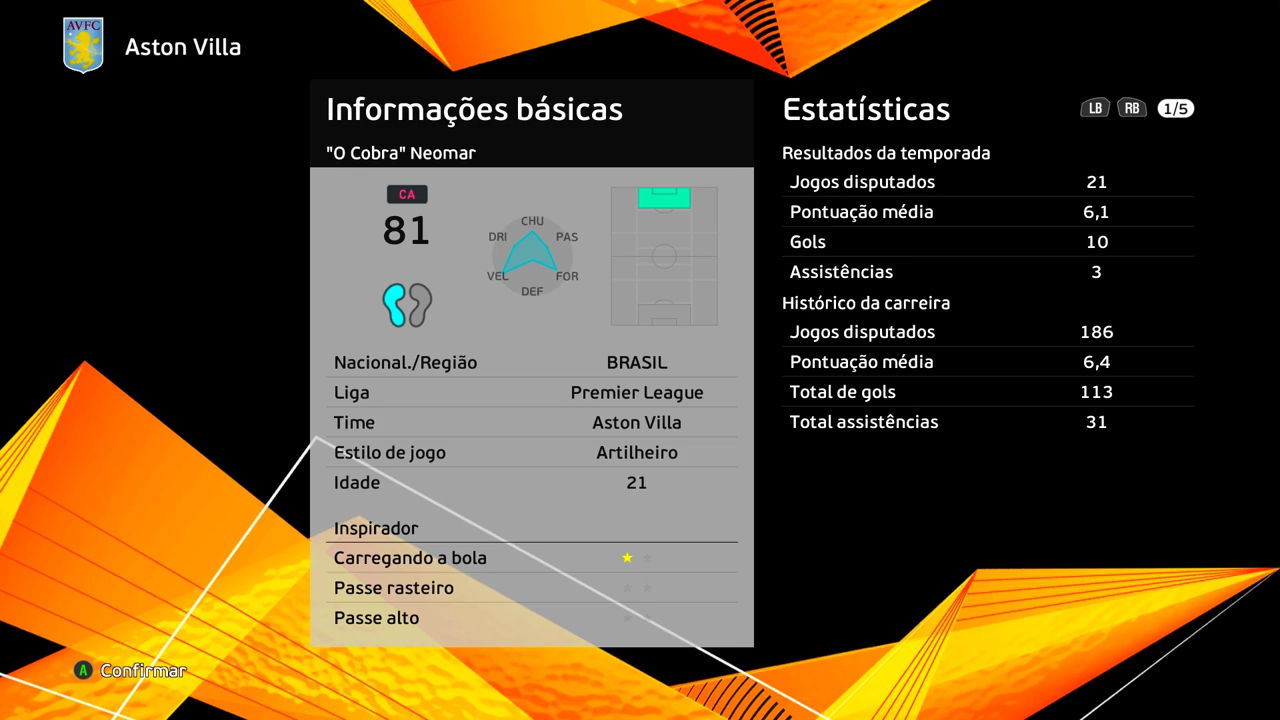 AVFC
Aston Villa
Informações básicas
"O Cobra" Neomar
CA
81
CHU
DRI
PAS
VEL
FOR
DEF
Nacional./Região BRASIL
Liga Premier League
Time Aston Villa
Estilo de jogo Artilheiro
Idade 21
Inspirador
Carregando a bola
Passe rasteiro
Passe alto
Estatísticas LB RB 1/5
Resultados da temporada
Jogos disputados 21
Pontuação média 6,1
Gols 10
Assistências 3
Histórico da carreira
Jogos disputados 186
Pontuação média 6,4
Total de gols 113
Total assistências 31
A Confirmar